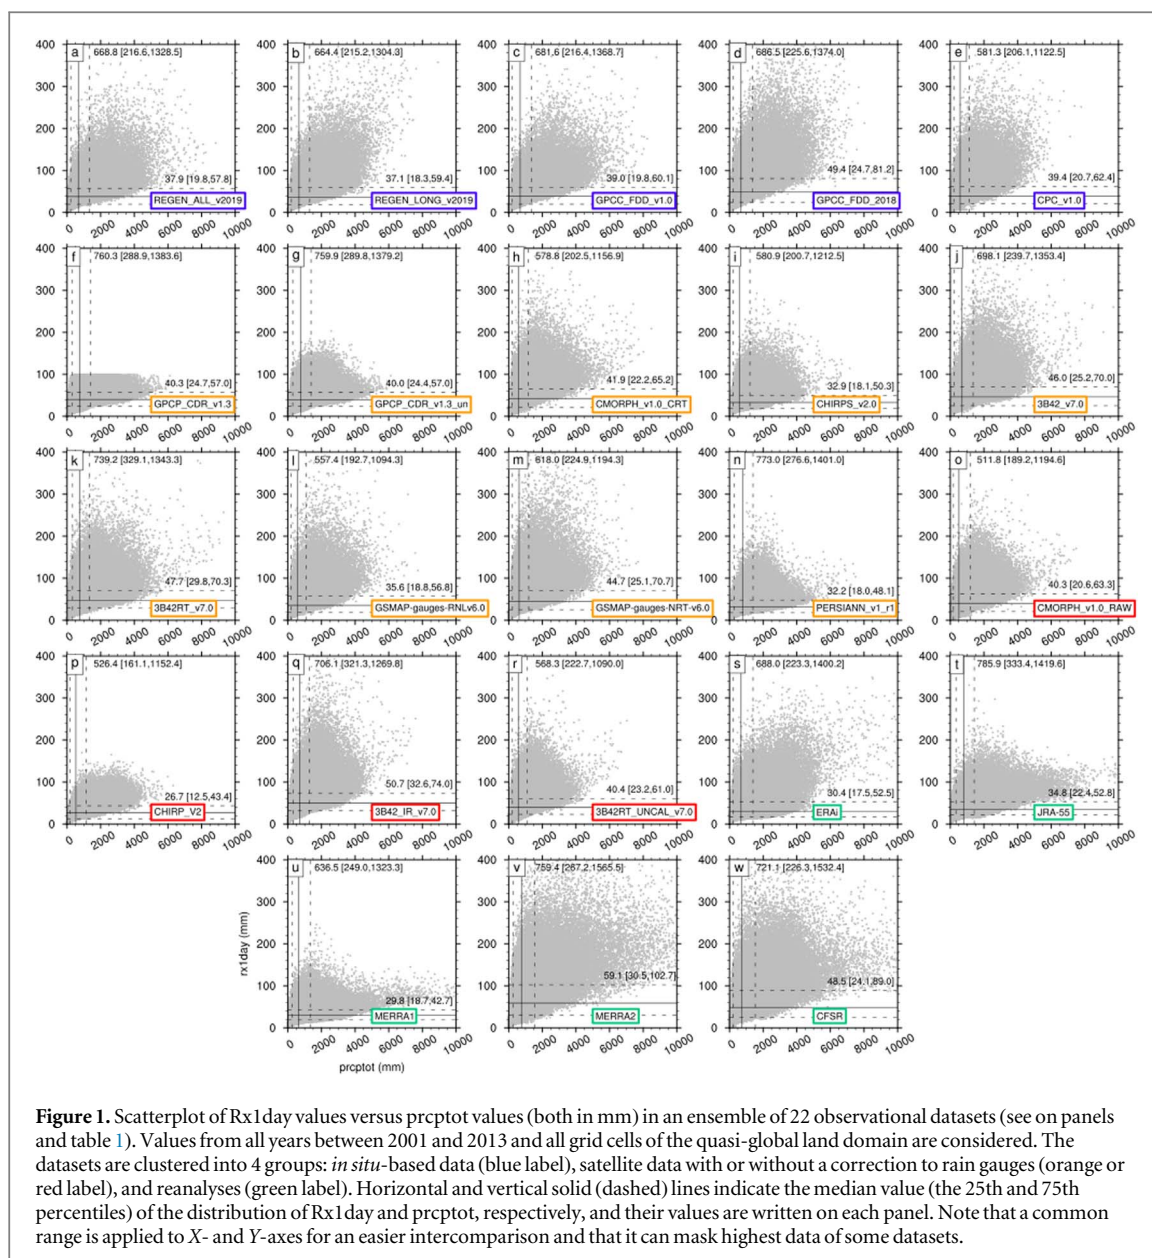 a 668.8 [216.6,1328.5]
37.9 [19.8,57.8]
REGEN_ALL_v2019
b 664.4 [215.2,1304.3]
37.1 [18.3,59.4]
REGEN_LONG_v2019
c 681.6 [216.4,1368.7]
39.0 [19.8,60.1]
GPCC_FDD_v1.0
d 686.5 [225.6,1374.0]
49.4 [24.7,81.2]
GPCC_FDD_2018
e 581.3 [206.1,1122.5]
39.4 [20.7,62.4]
CPC_v1.0
400
300
200
100
0
0 2000 4000 6000 8000 10000
f 760.3 [288.9,1383.6]
40.3 [24.7,57.0]
GPCP_CDR_v1.3
g 759.9 [289.8,1379.2]
40.0 [24.4,57.0]
GPCP_CDR_v1.3_un
h 578.8 [202.5,1156.9]
41.9 [22.2,65.2]
CMORPH_v1.0_CRT
i 580.9 [200.7,1212.5]
32.9 [18.1,50.3]
CHIRPS_v2.0
j 698.1 [239.7,1353.4]
46.0 [25.2,70.0]
3B42_v7.0
k 739.2 [329.1,1343.3]
47.7 [29.8,70.3]
3B42RT_v7.0
l 557.4 [192.7,1094.3]
35.6 [18.8,56.8]
GSMAP-gauges-RNLv6.0
m 618.0 [224.9,1194.3]
44.7 [25.1,70.7]
GSMAP-gauges-NRT-v6.0
n 773.0 [276.6,1401.0]
32.2 [18.0,48.1]
PERSIANN_v1_r1
o 511.8 [189.2,1194.6]
40.3 [20.6,63.3]
CMORPH_v1.0_RAW
p 526.4 [161.1,1152.4]
26.7 [12.5,43.4]
CHIRP_V2
q 706.1 [321.3,1269.8]
50.7 [32.6,74.0]
3B42_IR_v7.0
r 568.3 [222.7,1090.0]
40.4 [23.2,61.0]
3B42RT_UNCAL_v7.0
s 688.0 [223.3,1400.2]
30.4 [17.5,52.5]
ERAi
t 785.9 [333.4,1419.6]
34.8 [22.4,52.8]
JRA-55
u 636.5 [249.0,1323.3]
29.8 [18.7,42.7]
MERRA1
v 759.4 [267.2,1565.5]
59.1 [30.5,102.7]
MERRA2
w 721.1 [226.3,1532.4]
48.5 [24.1,89.0]
CFSR
rx1day (mm)
prcptot (mm)
Figure 1. Scatterplot of Rx1day values versus prcptot values (both in mm) in an ensemble of 22 observational datasets (see on panels
and table 1). Values from all years between 2001 and 2013 and all grid cells of the quasi-global land domain are considered. The
datasets are clustered into 4 groups: in situ-based data (blue label), satellite data with or without a correction to rain gauges (orange or
red label), and reanalyses (green label). Horizontal and vertical solid (dashed) lines indicate the median value (the 25th and 75th
percentiles) of the distribution of Rx1day and prcptot, respectively, and their values are written on each panel. Note that a common
range is applied to X- and Y-axes for an easier intercomparison and that it can mask highest data of some datasets.